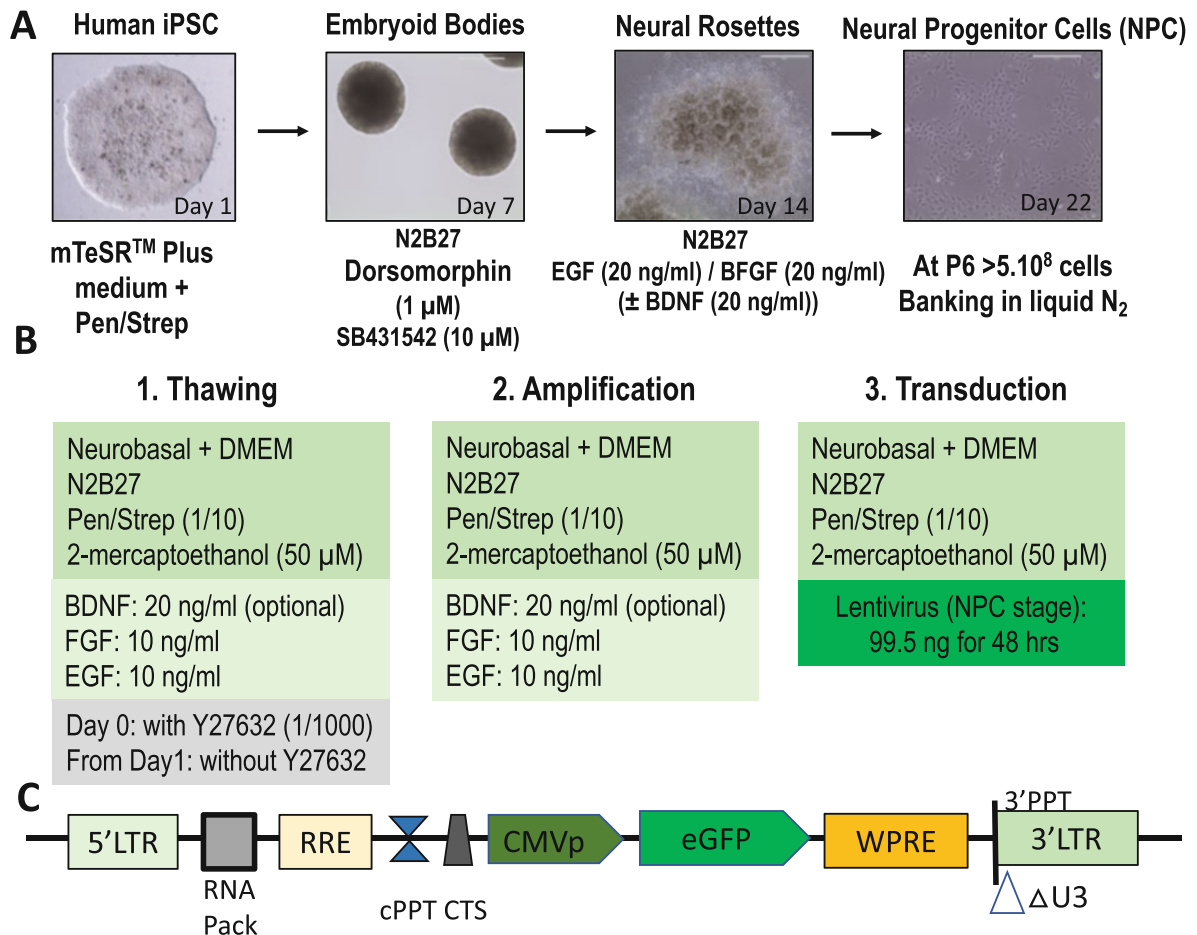 A
Human iPSC
Embryoid Bodies
Neural Rosettes
Neural Progenitor Cells (NPC)
Day 1
Day 7
Day 14
Day 22
mTeSR™ Plus
medium +
Pen/Strep
N2B27
Dorsomorphin
(1 µM)
SB431542 (10 µM)
N2B27
EGF (20 ng/ml) / BFGF (20 ng/ml)
(± BDNF (20 ng/ml))
At P6 >5.10⁸ cells
Banking in liquid N₂
B
1. Thawing
Neurobasal + DMEM
N2B27
Pen/Strep (1/10)
2-mercaptoethanol (50 µM)
BDNF: 20 ng/ml (optional)
FGF: 10 ng/ml
EGF: 10 ng/ml
Day 0: with Y27632 (1/1000)
From Day1: without Y27632
2. Amplification
Neurobasal + DMEM
N2B27
Pen/Strep (1/10)
2-mercaptoethanol (50 µM)
BDNF: 20 ng/ml (optional)
FGF: 10 ng/ml
EGF: 10 ng/ml
3. Transduction
Neurobasal + DMEM
N2B27
Pen/Strep (1/10)
2-mercaptoethanol (50 µM)
Lentivirus (NPC stage):
99.5 ng for 48 hrs
C
5'LTR
RNA
Pack
RRE
cPPT CTS
CMVp
eGFP
WPRE
3'PPT
3'LTR
ΔU3